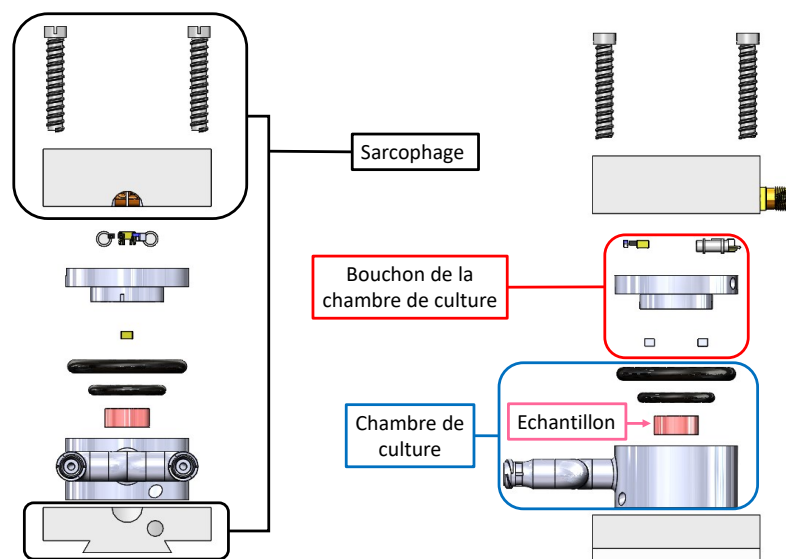 Sarcophage
Bouchon de la
chambre de culture
Chambre de
culture
Echantillon